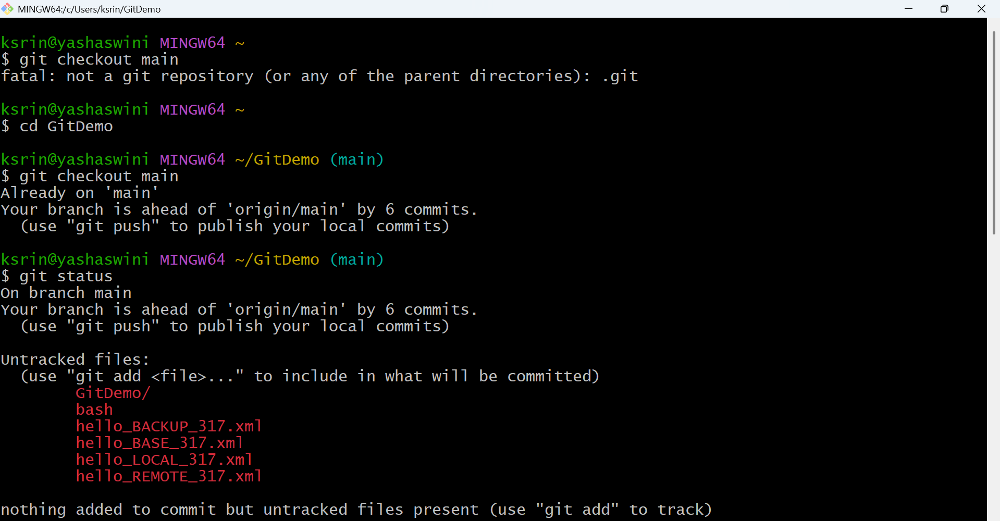 MINGW64:/c/Users/ksrin/GitDemo
ksrin@yashaswini MINGW64 ~
$ git checkout main
fatal: not a git repository (or any of the parent directories): .git
ksrin@yashaswini MINGW64 ~
$ cd GitDemo
ksrin@yashaswini MINGW64 ~/GitDemo (main)
$ git checkout main
Already on 'main'
Your branch is ahead of 'origin/main' by 6 commits.
  (use "git push" to publish your local commits)
ksrin@yashaswini MINGW64 ~/GitDemo (main)
$ git status
On branch main
Your branch is ahead of 'origin/main' by 6 commits.
  (use "git push" to publish your local commits)
Untracked files:
  (use "git add <file>..." to include in what will be committed)
        GitDemo/
        bash
        hello_BACKUP_317.xml
        hello_BASE_317.xml
        hello_LOCAL_317.xml
        hello_REMOTE_317.xml
nothing added to commit but untracked files present (use "git add" to track)